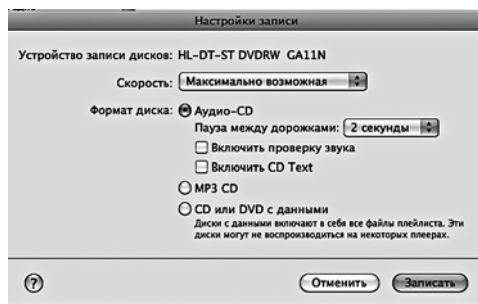 Настройки записи
Устройство записи дисков: HL-DT-ST DVDRW GA11N
Скорость: Максимально возможная
Формат диска: Аудио-CD
Пауза между дорожками: 2 секунды
Включить проверку звука
Включить CD Text
MP3 CD
CD или DVD с данными
Диски с данными включают в себя все файлы плейлиста. Эти
диски могут не воспроизводиться на некоторых плеерах.
? Отменить Записать